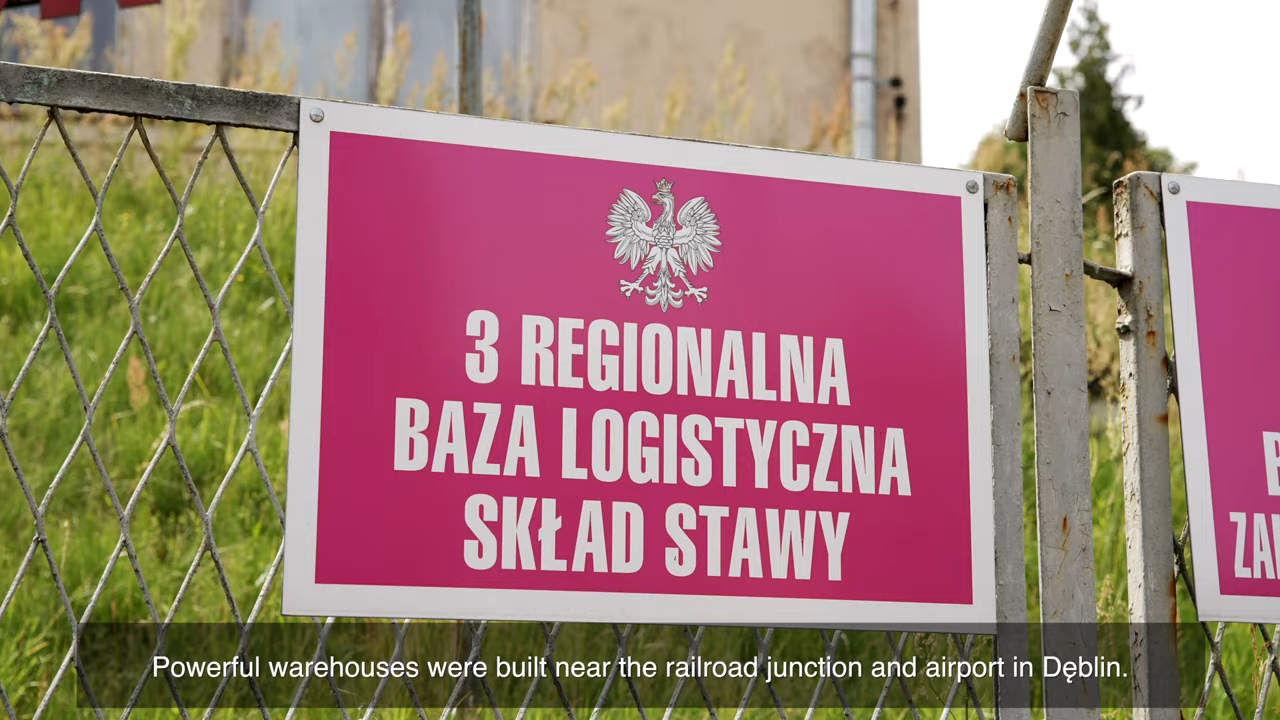 3 REGIONALNA
BAZA LOGISTYCZNA
SKŁAD STAWY
Powerful warehouses were built near the railroad junction and airport in Dęblin.